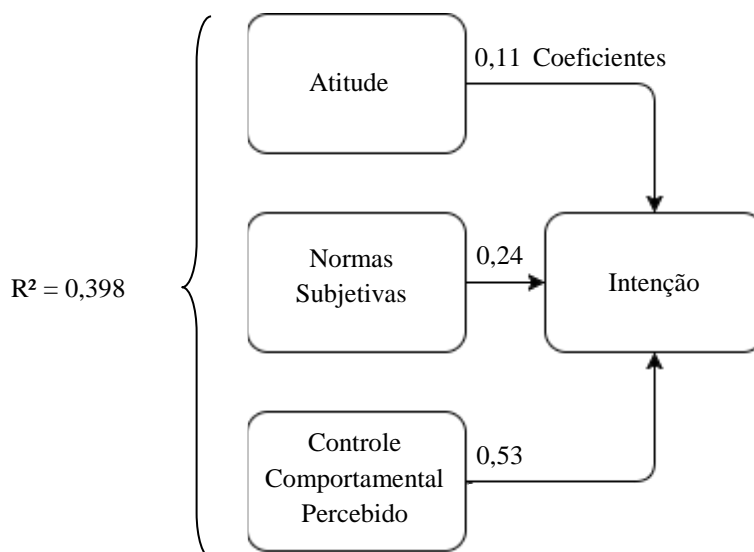 0,11 Coeficientes
Atitude
Normas
Subjetivas
0,24
Intenção
R² = 0,398
Controle
Comportamental
Percebido
0,53